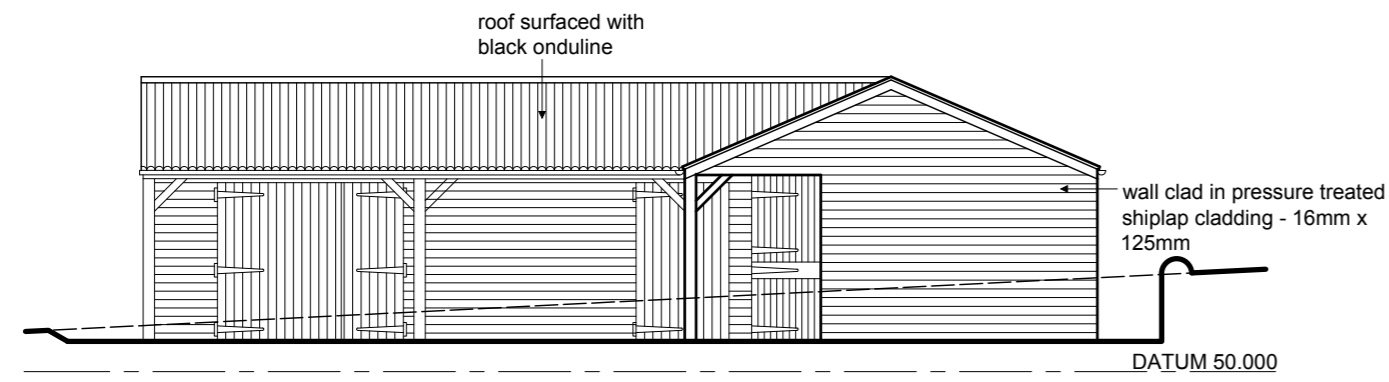 roof surfaced with
black onduline
wall clad in pressure treated
shiplap cladding - 16mm x
125mm
DATUM 50.000